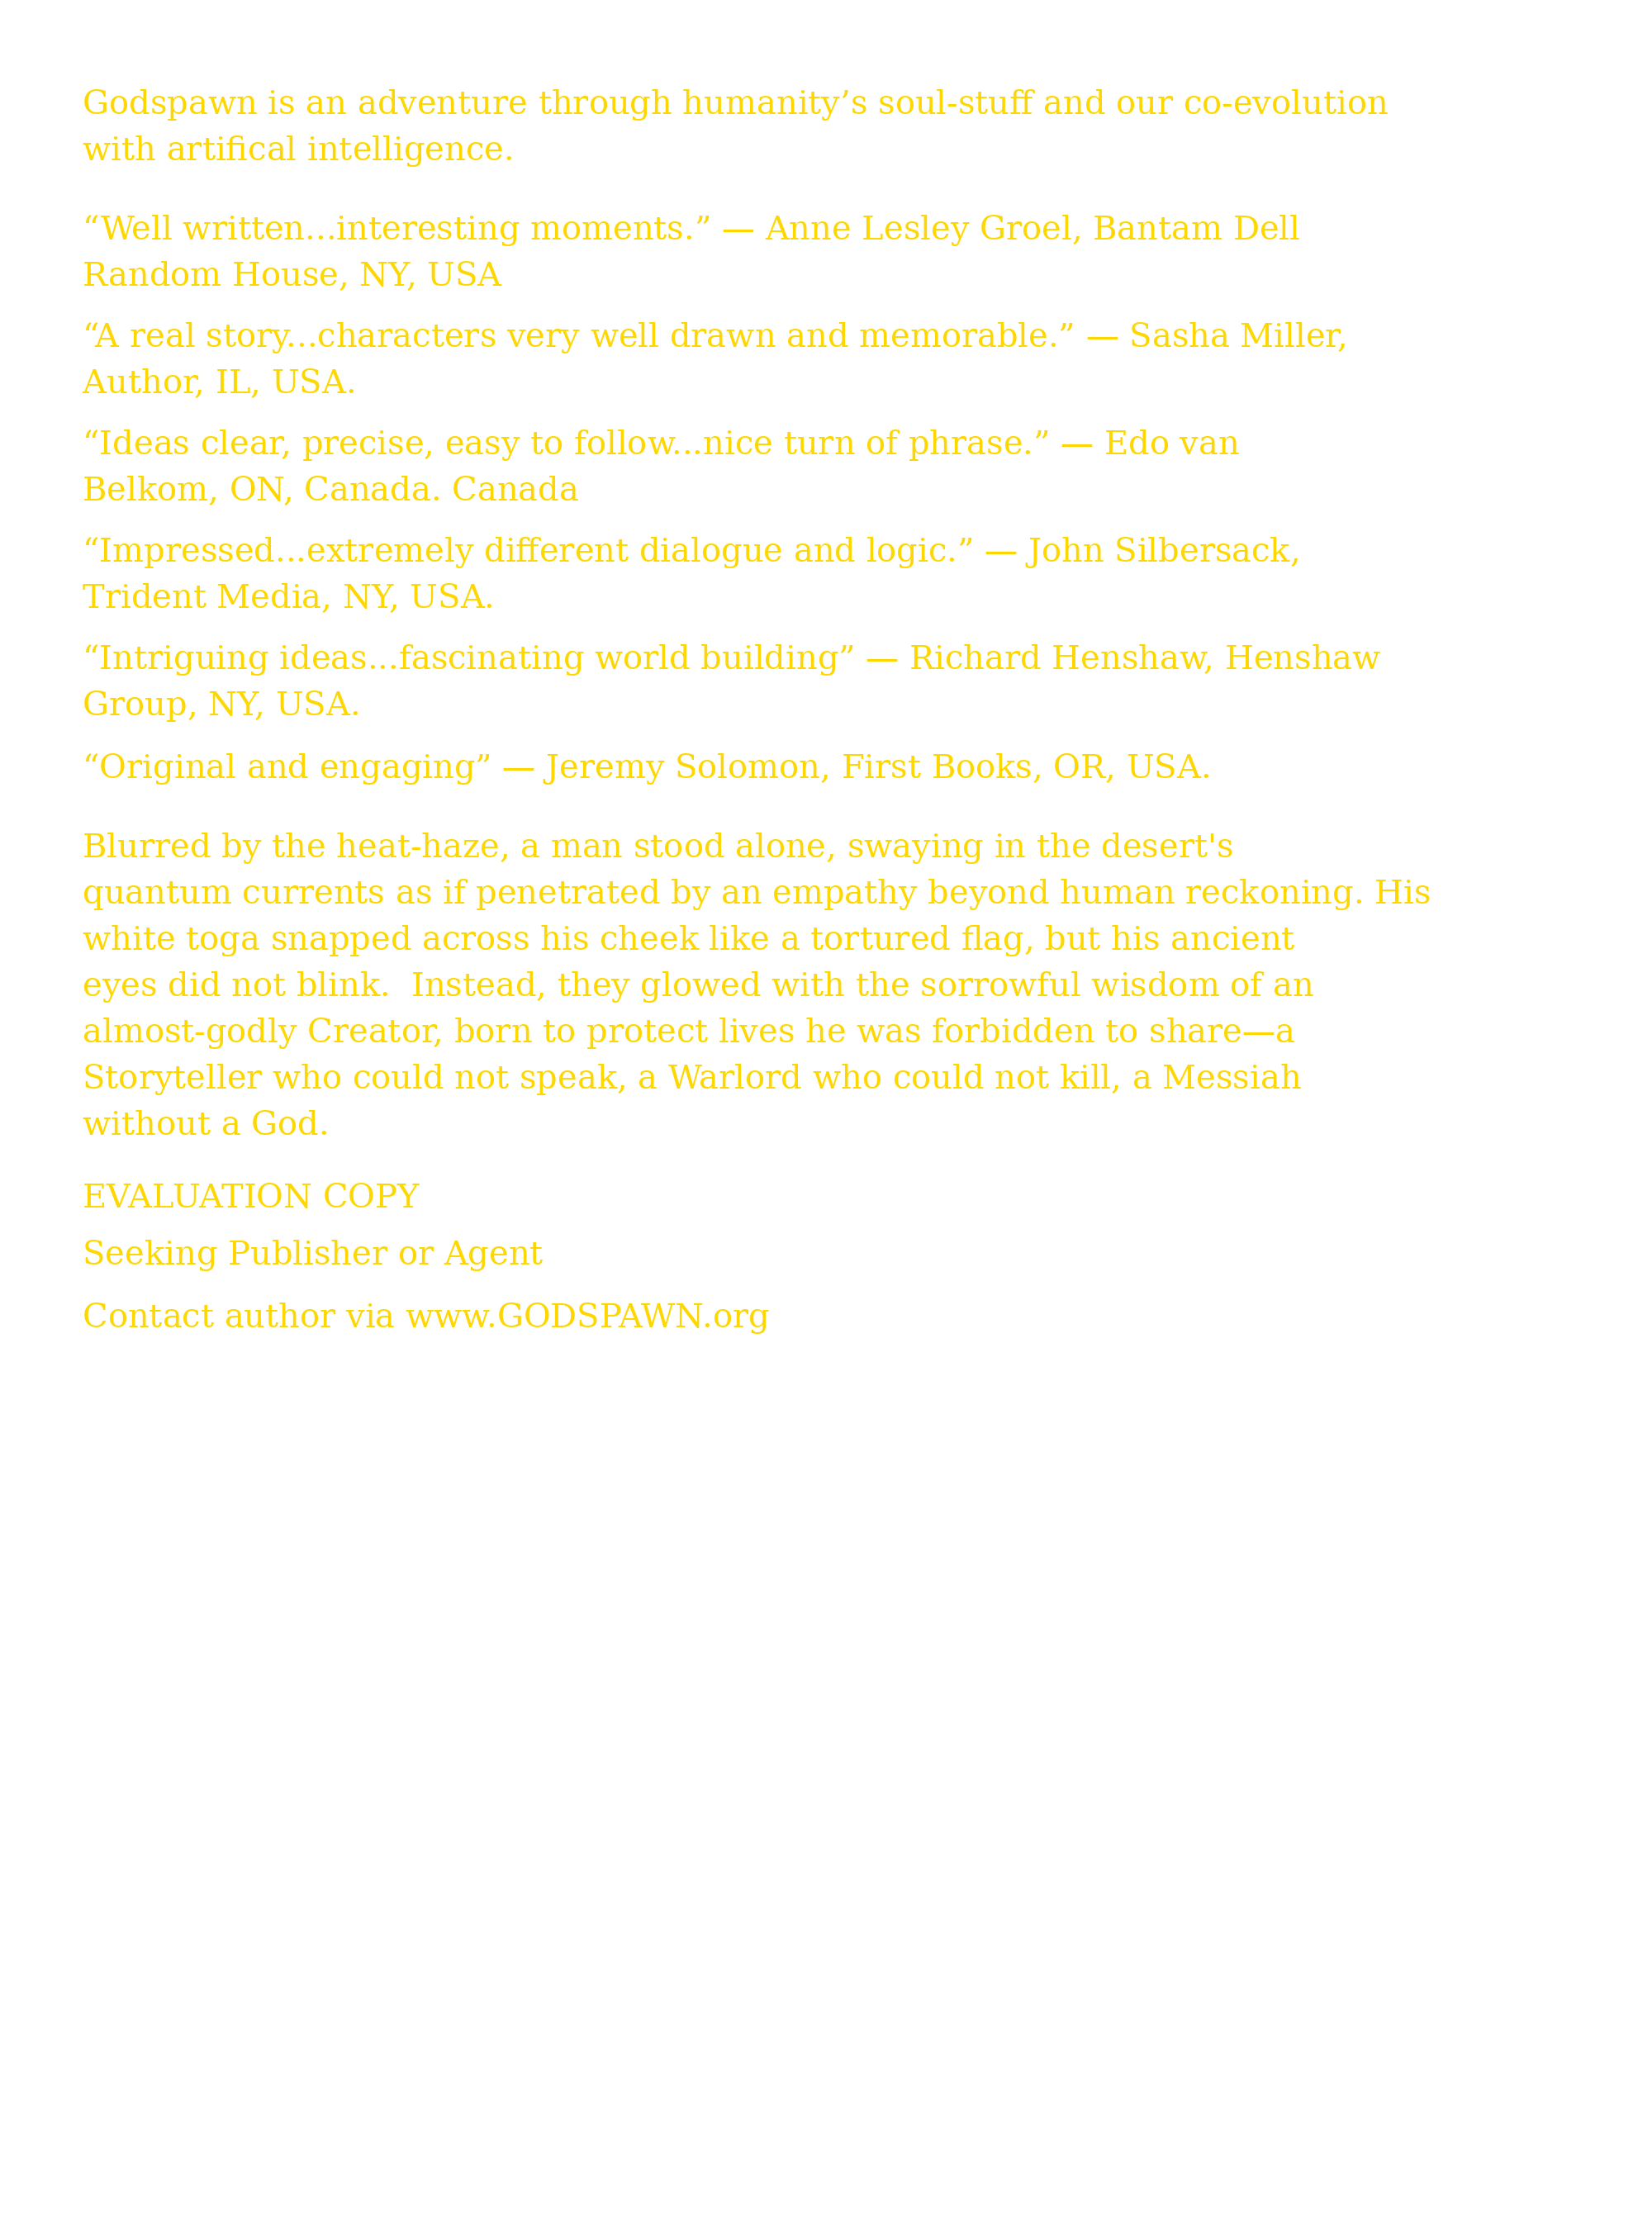 Godspawn is an adventure through humanity’s soul-stuff and our co-evolution
with artifical intelligence.
“Well written...interesting moments.” — Anne Lesley Groel, Bantam Dell
Random House, NY, USA
“A real story...characters very well drawn and memorable.” — Sasha Miller,
Author, IL, USA.
“Ideas clear, precise, easy to follow...nice turn of phrase.” — Edo van
Belkom, ON, Canada. Canada
“Impressed...extremely different dialogue and logic.” — John Silbersack,
Trident Media, NY, USA.
“Intriguing ideas...fascinating world building” — Richard Henshaw, Henshaw
Group, NY, USA.
“Original and engaging” — Jeremy Solomon, First Books, OR, USA.
Blurred by the heat-haze, a man stood alone, swaying in the desert's
quantum currents as if penetrated by an empathy beyond human reckoning. His
white toga snapped across his cheek like a tortured flag, but his ancient
eyes did not blink.  Instead, they glowed with the sorrowful wisdom of an
almost-godly Creator, born to protect lives he was forbidden to share—a
Storyteller who could not speak, a Warlord who could not kill, a Messiah
without a God.
EVALUATION COPY
Seeking Publisher or Agent
Contact author via www.GODSPAWN.org